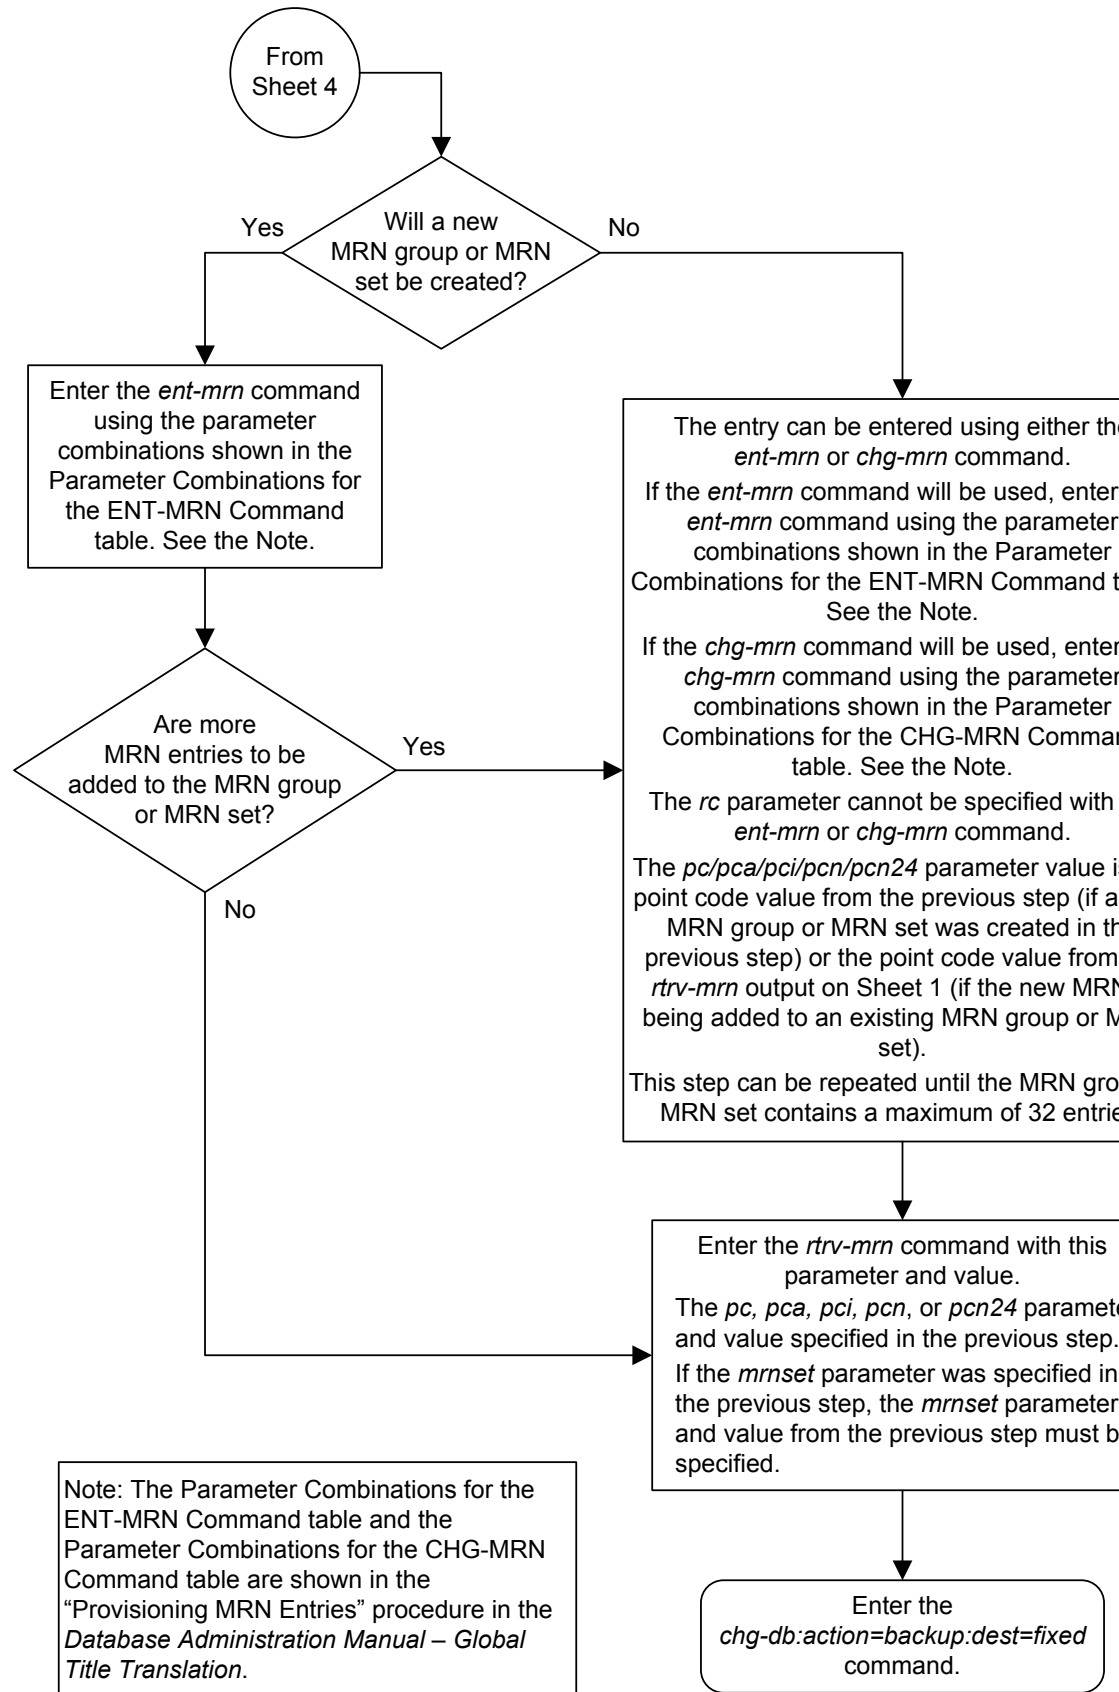 From
Sheet 4
Will a new
MRN group or MRN
set be created?
Yes
No
Enter the ent-mrn command
using the parameter
combinations shown in the
Parameter Combinations for
the ENT-MRN Command
table. See the Note.
Are more
MRN entries to be
added to the MRN group
or MRN set?
Yes
No
The entry can be entered using either
ent-mrn or chg-mrn command.
If the ent-mrn command will be used, enter
ent-mrn command using the parameter
combinations shown in the Parameter
Combinations for the ENT-MRN Command
See the Note.
If the chg-mrn command will be used, enter
chg-mrn command using the parameter
combinations shown in the Parameter
Combinations for the CHG-MRN
table. See the Note.
The rc parameter cannot be specified with
ent-mrn or chg-mrn command.
The pc/pca/pci/pcn/pcn24 parameter value
point code value from the previous step (if a
MRN group or MRN set was created in
previous step) or the point code value from
rtrv-mrn output on Sheet 1 (if the new MRN
being added to an existing MRN group or
set).
This step can be repeated until the MRN
MRN set contains a maximum of 32
Enter the rtrv-mrn command with this
parameter and value.
The pc, pca, pci, pcn, or pcn24
and value specified in the previous step.
If the mrnset parameter was specified in
the previous step, the mrnset parameter
and value from the previous step must
specified.
Enter the
chg-db:action=backup:dest=fixed
command.
Note: The Parameter Combinations for the
ENT-MRN Command table and the
Parameter Combinations for the CHG-MRN
Command table are shown in the
“Provisioning MRN Entries” procedure in the
Database Administration Manual – Global
Title Translation.